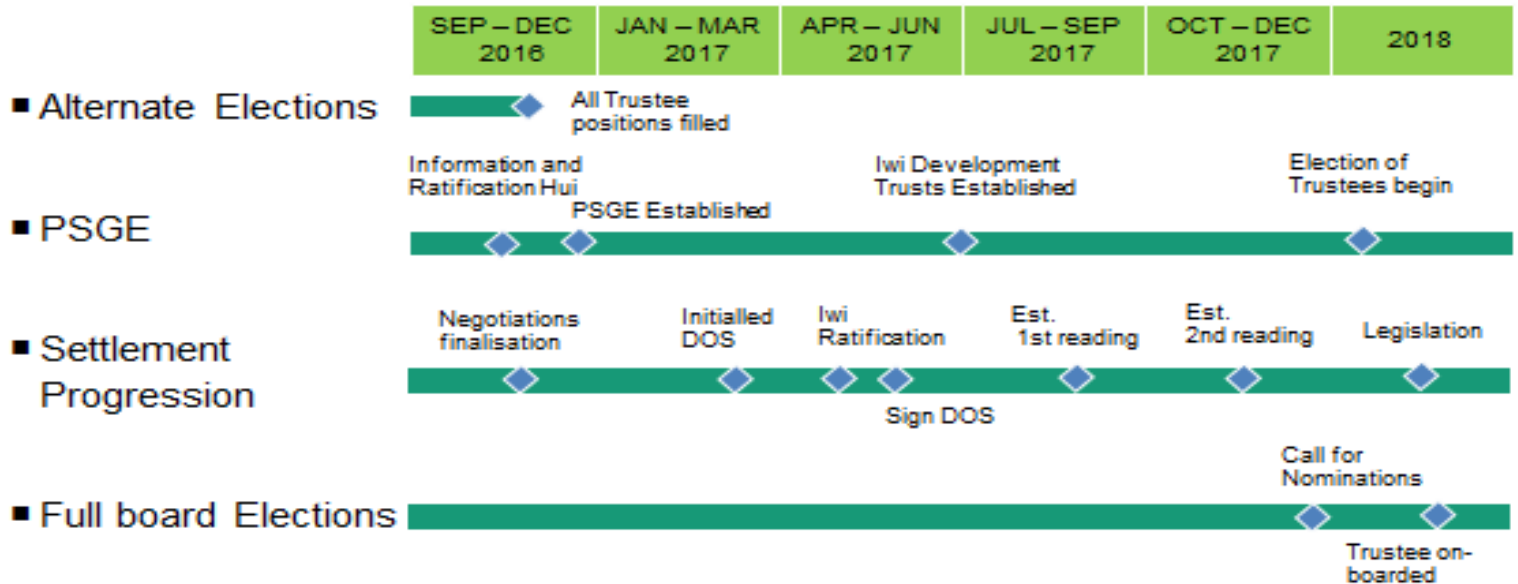 SEP – DEC
2016
JAN – MAR
2017
APR – JUN
2017
JUL – SEP
2017
OCT – DEC
2017
2018
Alternate Elections
All Trustee
positions filled
Information and
Ratification Hui
PSGE Established
Iwi Development
Trusts Established
Election of
Trustees begin
PSGE
Negotiations
finalisation
Initialled
DOS
Iwi
Ratification
Est.
1st reading
Est.
2nd reading
Legislation
Settlement
Progression
Sign DOS
Call for
Nominations
Full board Elections
Trustee on-
boarded